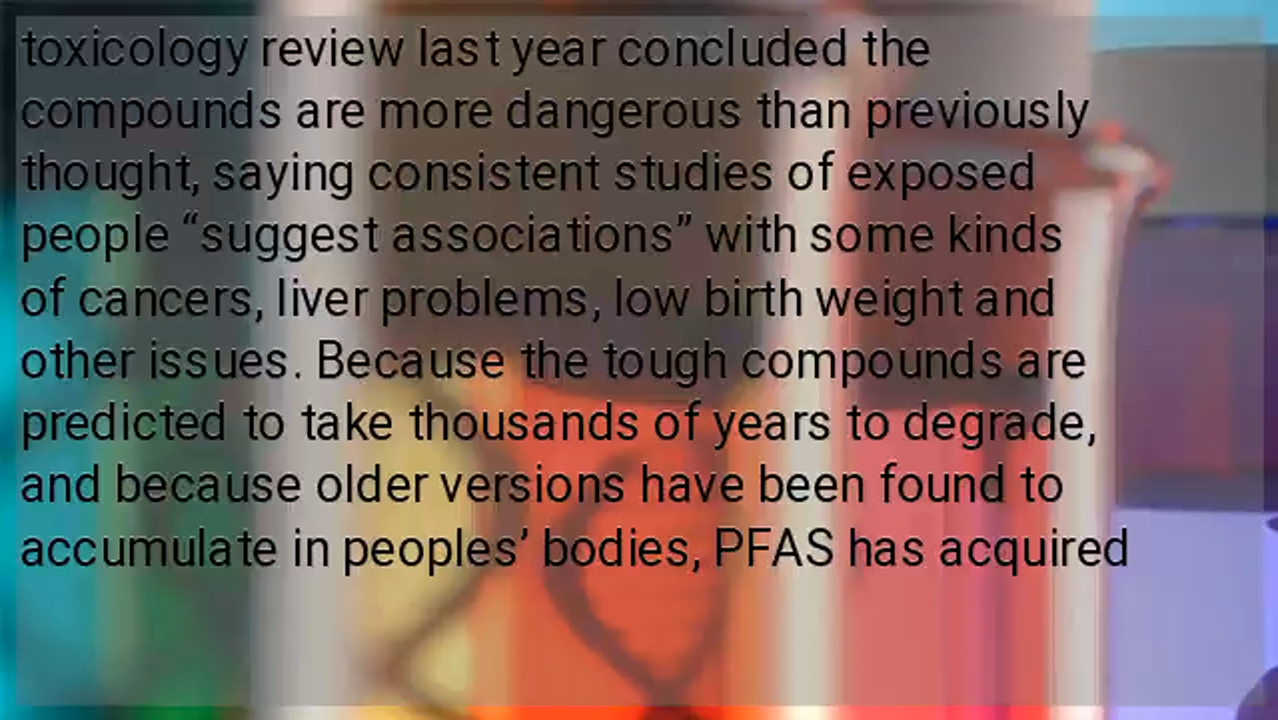 toxicology review last year concluded the
compounds are more dangerous than previously
thought, saying consistent studies of exposed
people “suggest associations” with some kinds
of cancers, liver problems, low birth weight and
other issues. Because the tough compounds are
predicted to take thousands of years to degrade,
and because older versions have been found to
accumulate in peoples’ bodies, PFAS has acquired